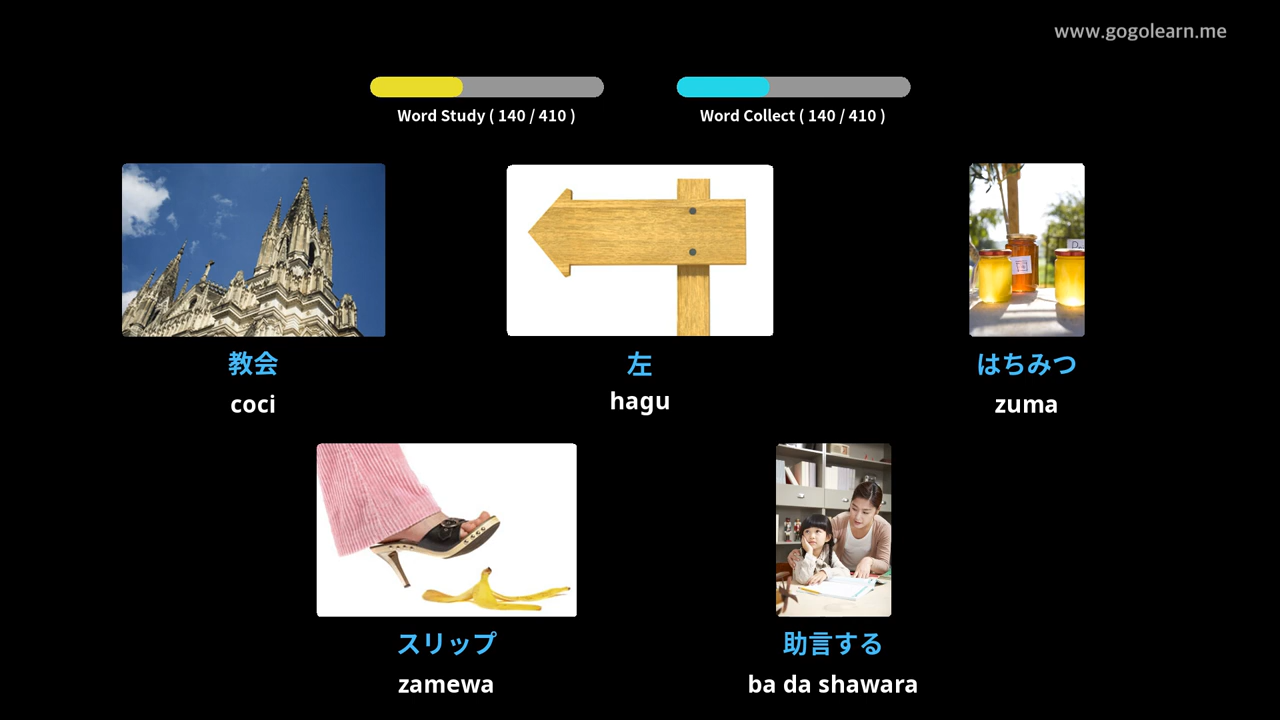 www.gogolearn.me
Word Study ( 140 / 410 )
Word Collect ( 140 / 410 )
教会
coci
左
hagu
はちみつ
zuma
スリップ
zamewa
助言する
ba da shawara